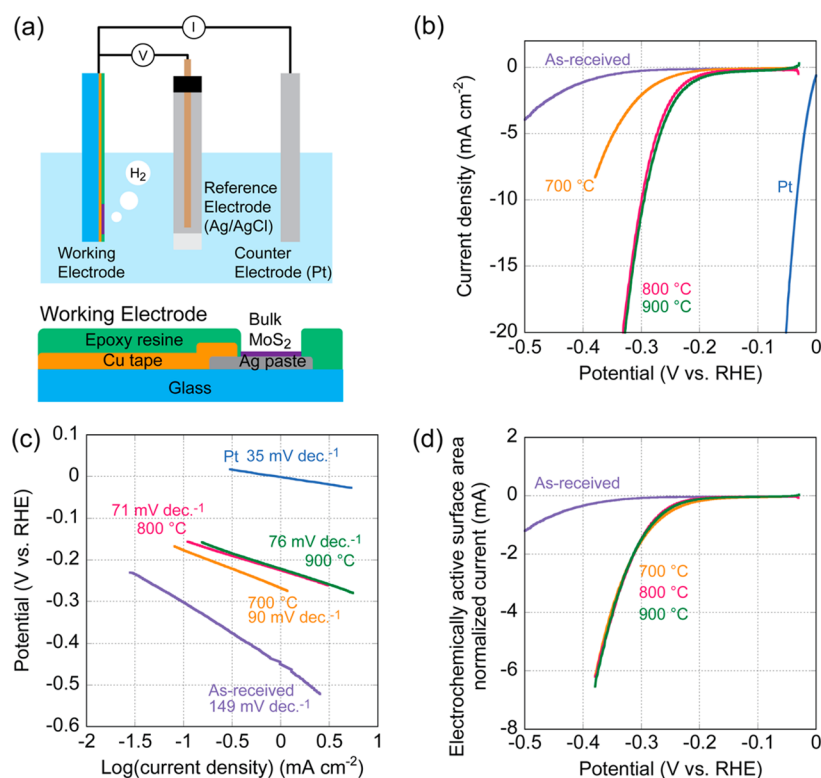 (a)
I
V
H2
Reference
Electrode
(Ag/AgCl)
Working
Electrode
Counter
Electrode (Pt)
Working Electrode
Epoxy resine
Bulk
MoS2
Cu tape
Ag paste
Glass
(b)
Current density (mA cm-2)
0
-5
-10
-15
-20
As-received
700 °C
Pt
800 °C
900 °C
-0.5 -0.4 -0.3 -0.2 -0.1 0
Potential (V vs. RHE)
(c)
Potential (V vs. RHE)
0.1
0
-0.1
-0.2
-0.3
-0.4
-0.5
-0.6
Pt 35 mV dec.-1
71 mV dec.-1
800 °C
76 mV dec.-1
900 °C
700 °C
90 mV dec.-1
As-received
149 mV dec.-1
-2 -1.5 -1 -0.5 0 0.5 1
Log(current density) (mA cm-2)
(d)
Electrochemically active surface area
normalized current (mA)
2
0
-2
-4
-6
-8
As-received
700 °C
800 °C
900 °C
-0.5 -0.4 -0.3 -0.2 -0.1 0
Potential (V vs. RHE)